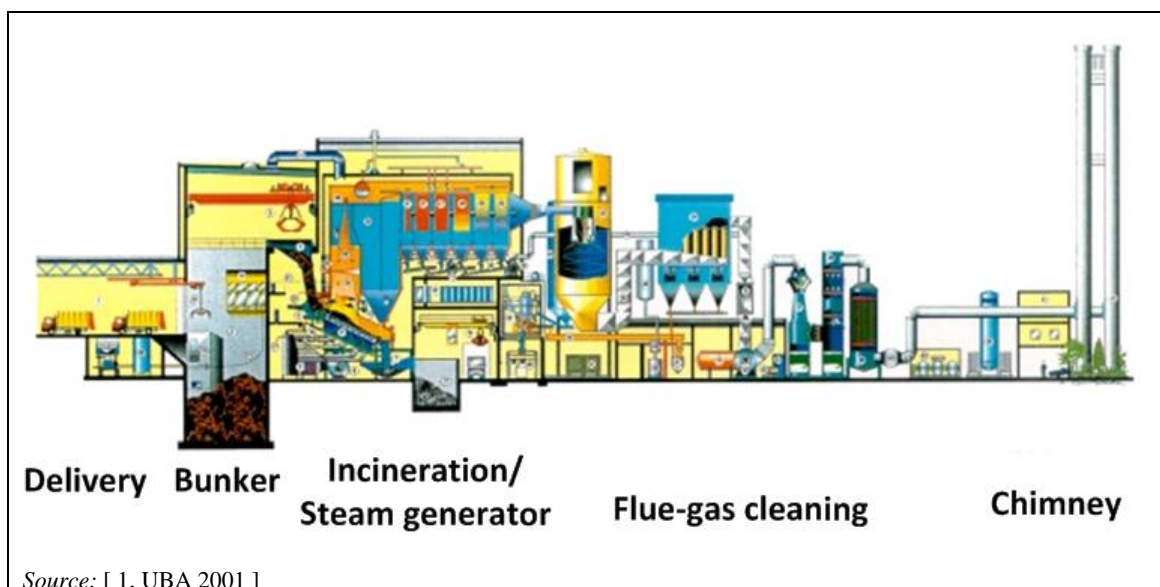 Delivery
Bunker
Incineration/
Steam generator
Flue-gas cleaning
Chimney
Source: [ 1, UBA 2001 ]